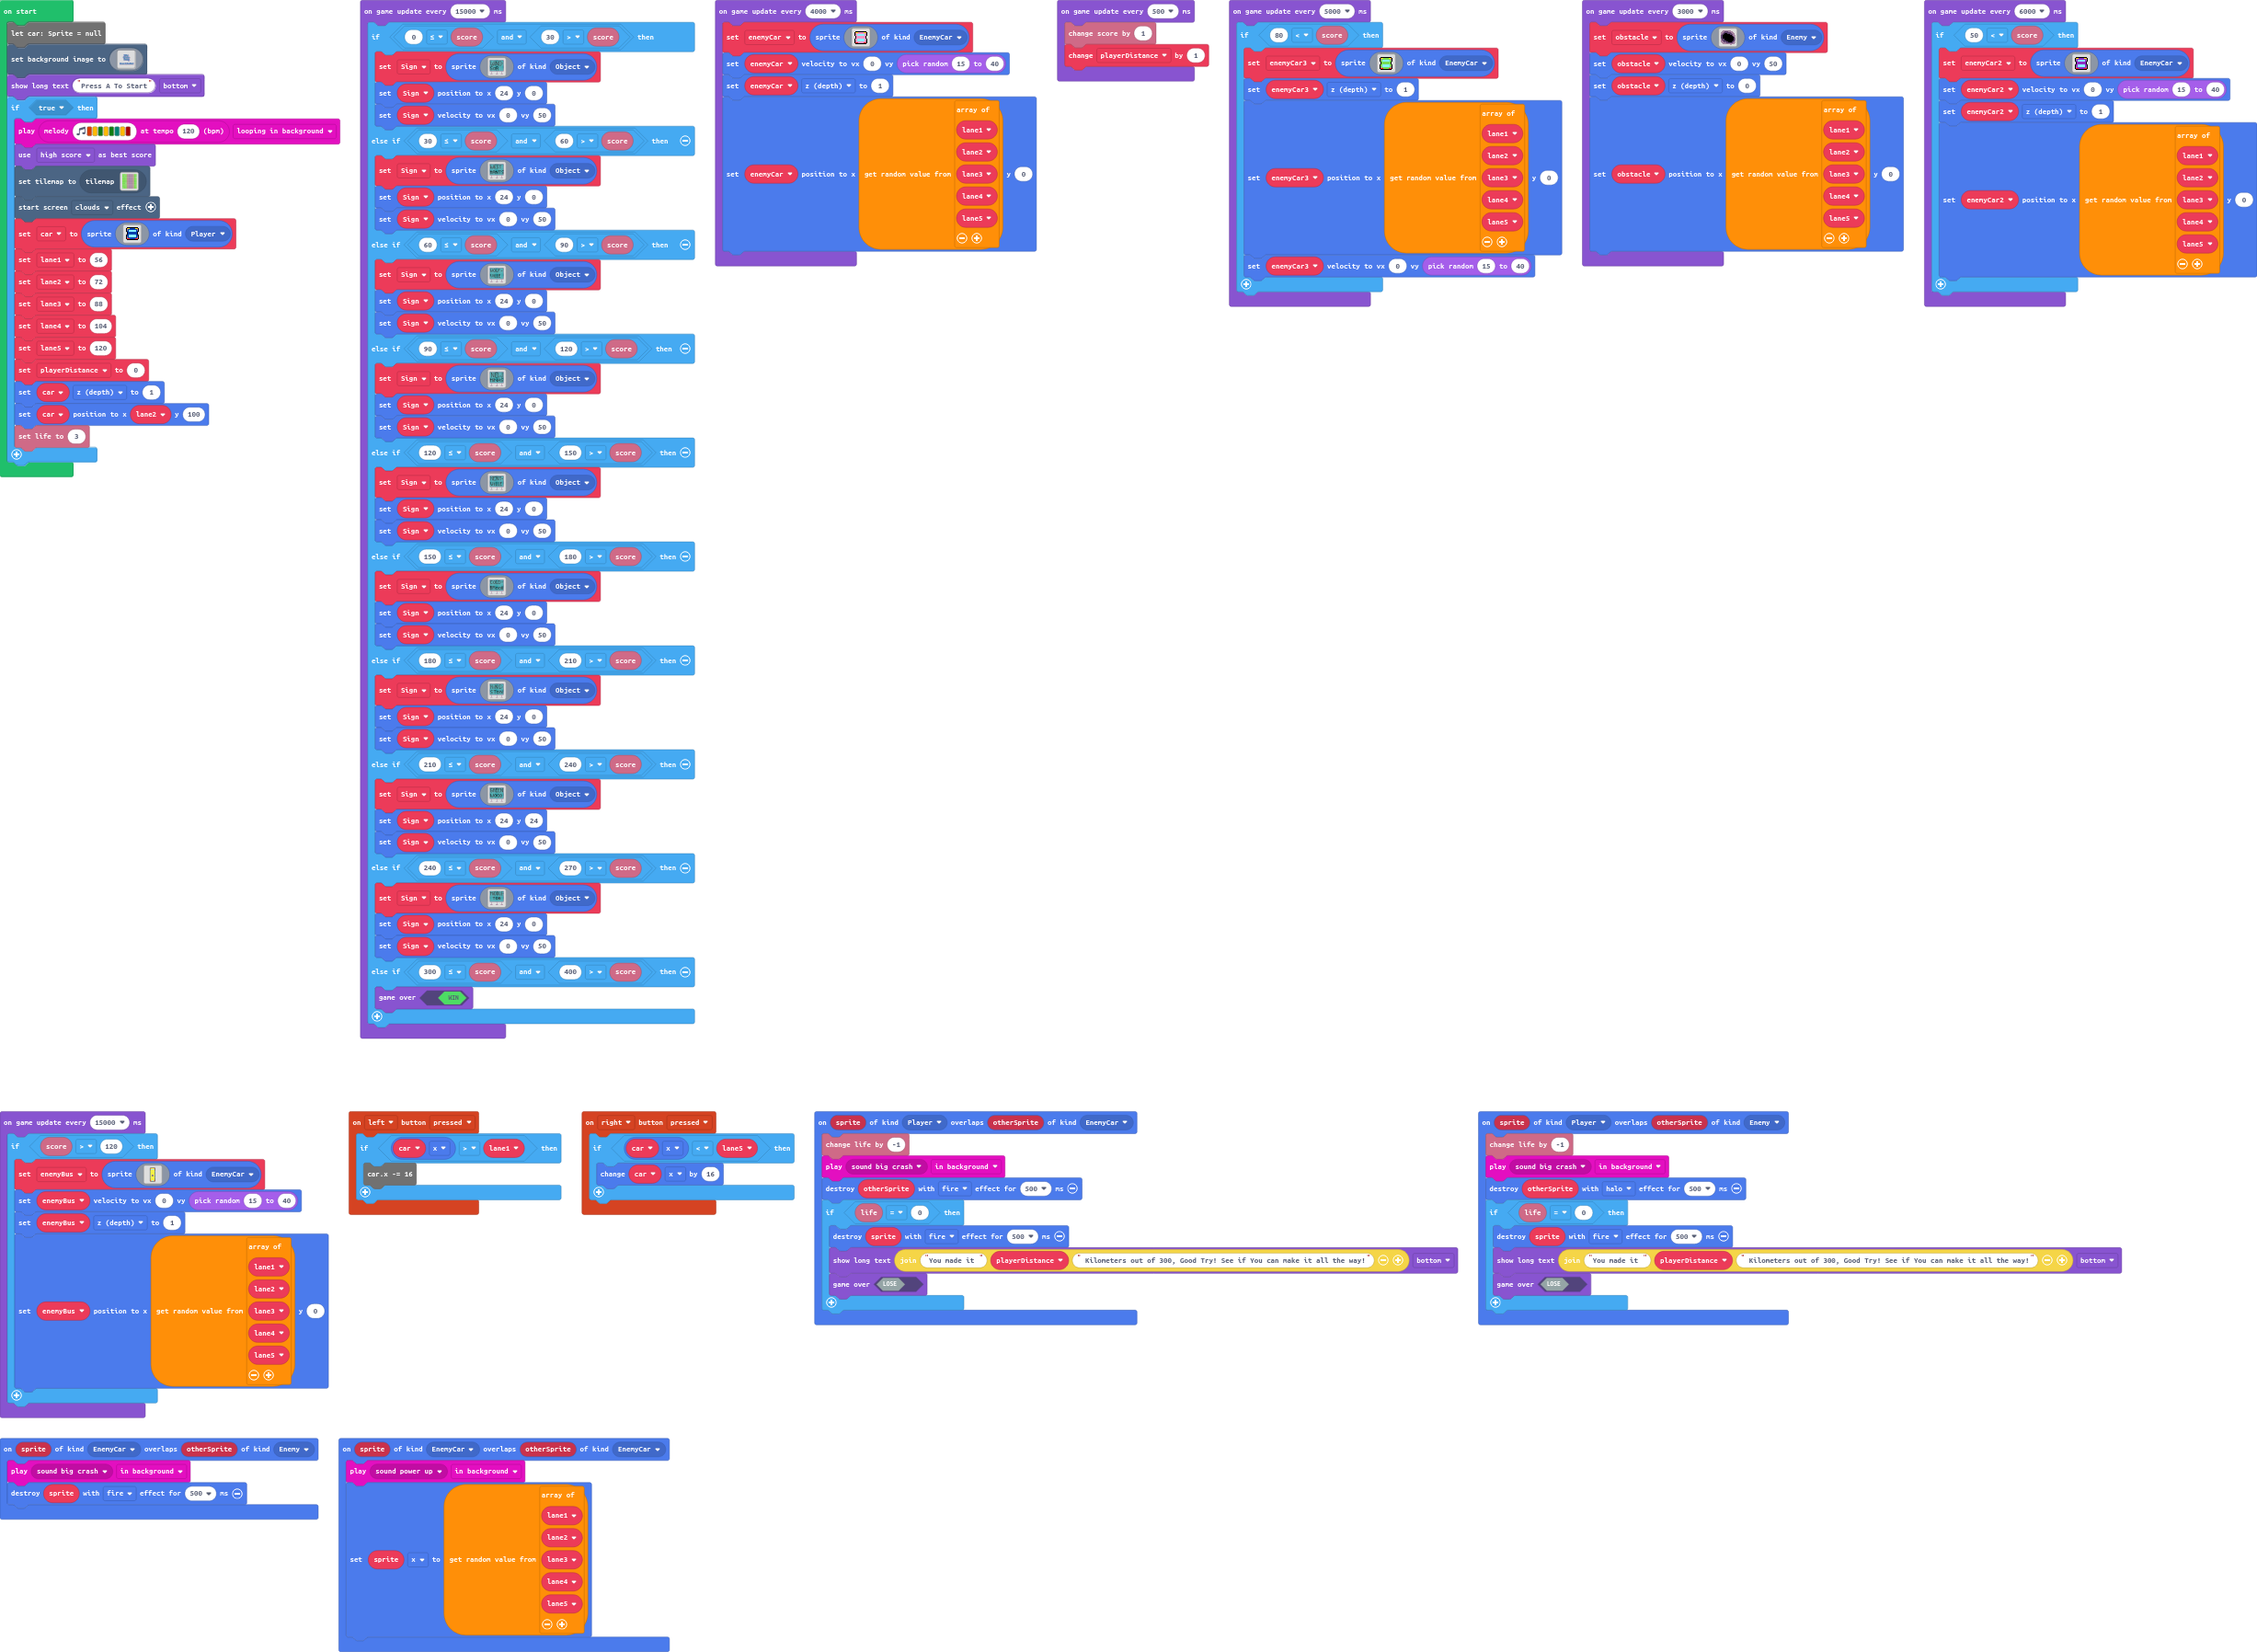 on start
let car: Sprite = null
set background image to
show long text "Press A To Start" bottom
if true then
play melody at tempo 120 (bpm) looping in background
use high score as best score
set tilemap to tilemap
start screen clouds effect
set car to sprite of kind Player
set lane1 to 56
set lane2 to 72
set lane3 to 88
set lane4 to 104
set lane5 to 120
set playerDistance to 0
set car z (depth) to 1
set car position to x lane2 y 100
set life to 3
on game update every 15000 ms
if 0 ≤ score and 30 > score then
set Sign to sprite of kind Object
set Sign position to x 24 y 0
set Sign velocity to vx 0 vy 50
else if 30 ≤ score and 60 > score then
set Sign to sprite of kind Object
set Sign position to x 24 y 0
set Sign velocity to vx 0 vy 50
else if 60 ≤ score and 90 > score then
set Sign to sprite of kind Object
set Sign position to x 24 y 0
set Sign velocity to vx 0 vy 50
else if 90 ≤ score and 120 > score then
set Sign to sprite of kind Object
set Sign position to x 24 y 0
set Sign velocity to vx 0 vy 50
else if 120 ≤ score and 150 > score then
set Sign to sprite of kind Object
set Sign position to x 24 y 0
set Sign velocity to vx 0 vy 50
else if 150 ≤ score and 180 > score then
set Sign to sprite of kind Object
set Sign position to x 24 y 0
set Sign velocity to vx 0 vy 50
else if 180 ≤ score and 210 > score then
set Sign to sprite of kind Object
set Sign position to x 24 y 0
set Sign velocity to vx 0 vy 50
else if 210 ≤ score and 240 > score then
set Sign to sprite of kind Object
set Sign position to x 24 y 24
set Sign velocity to vx 0 vy 50
else if 240 ≤ score and 270 > score then
set Sign to sprite of kind Object
set Sign position to x 24 y 0
set Sign velocity to vx 0 vy 50
else if 300 ≤ score and 400 > score then
game over WIN
on game update every 4000 ms
set enemyCar to sprite of kind EnemyCar
set enemyCar velocity to vx 0 vy pick random 15 to 40
set enemyCar z (depth) to 1
array of
lane1
lane2
set enemyCar position to x get random value from lane3 y 0
lane4
lane5
on game update every 500 ms
change score by 1
change playerDistance by 1
on game update every 5000 ms
if 80 < score then
set enemyCar3 to sprite of kind EnemyCar
set enemyCar3 z (depth) to 1
array of
lane1
lane2
set enemyCar3 position to x get random value from lane3 y 0
lane4
lane5
set enemyCar3 velocity to vx 0 vy pick random 15 to 40
on game update every 3000 ms
set obstacle to sprite of kind Enemy
set obstacle velocity to vx 0 vy 50
set obstacle z (depth) to 0
array of
lane1
lane2
set obstacle position to x get random value from lane3 y 0
lane4
lane5
on game update every 6000 ms
if 50 < score then
set enemyCar2 to sprite of kind EnemyCar
set enemyCar2 velocity to vx 0 vy pick random 15 to 40
set enemyCar2 z (depth) to 1
array of
lane1
lane2
set enemyCar2 position to x get random value from lane3 y 0
lane4
lane5
on game update every 15000 ms
if score > 120 then
set enemyBus to sprite of kind EnemyCar
set enemyBus velocity to vx 0 vy pick random 15 to 40
set enemyBus z (depth) to 1
array of
lane1
lane2
set enemyBus position to x get random value from lane3 y 0
lane4
lane5
on left button pressed
if car x > lane1 then
car.x -= 16
on right button pressed
if car x < lane5 then
change car x by 16
on sprite of kind Player overlaps otherSprite of kind EnemyCar
change life by -1
play sound big crash in background
destroy otherSprite with fire effect for 500 ms
if life = 0 then
destroy sprite with fire effect for 500 ms
show long text join "You made it " playerDistance " Kilometers out of 300, Good Try! See if You can make it all the way!" bottom
game over LOSE
on sprite of kind Player overlaps otherSprite of kind Enemy
change life by -1
play sound big crash in background
destroy otherSprite with halo effect for 500 ms
if life = 0 then
destroy sprite with fire effect for 500 ms
show long text join "You made it " playerDistance " Kilometers out of 300, Good Try! See if You can make it all the way!" bottom
game over LOSE
on sprite of kind EnemyCar overlaps otherSprite of kind Enemy
play sound big crash in background
destroy sprite with fire effect for 500 ms
on sprite of kind EnemyCar overlaps otherSprite of kind EnemyCar
play sound power up in background
array of
lane1
lane2
set sprite x to get random value from lane3
lane4
lane5